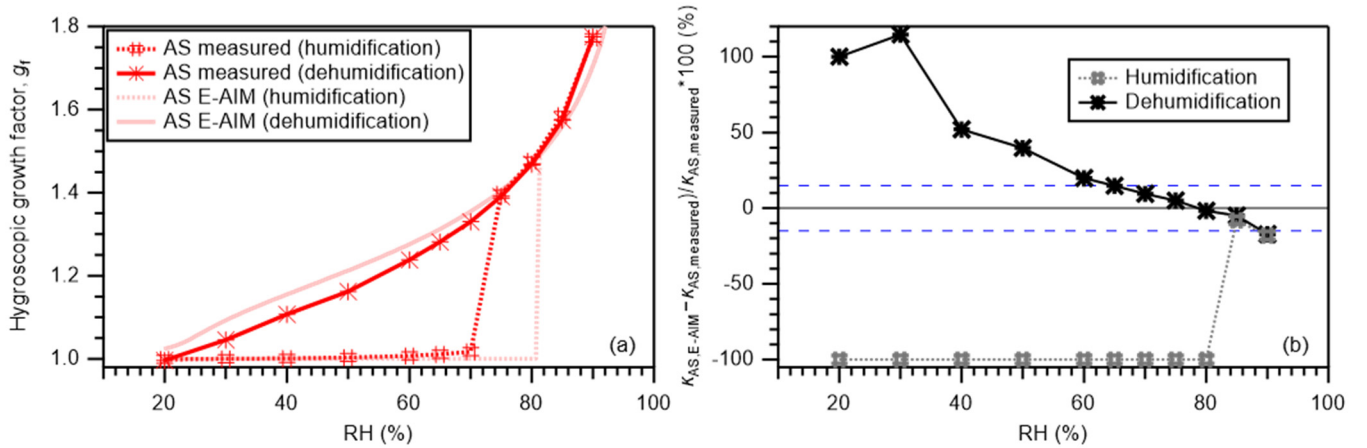 1.8
1.6
1.4
1.2
1.0
Hygroscopic growth factor, gf
AS measured (humidification)
AS measured (dehumidification)
AS E-AIM (humidification)
AS E-AIM (dehumidification)
(a)
20 40 60 80 100
RH (%)
κAS,E-AIM−κAS,measured)/κAS,measured*100 (%)
100
50
0
-50
-100
Humidification
Dehumidification
(b)
20 40 60 80 100
RH (%)